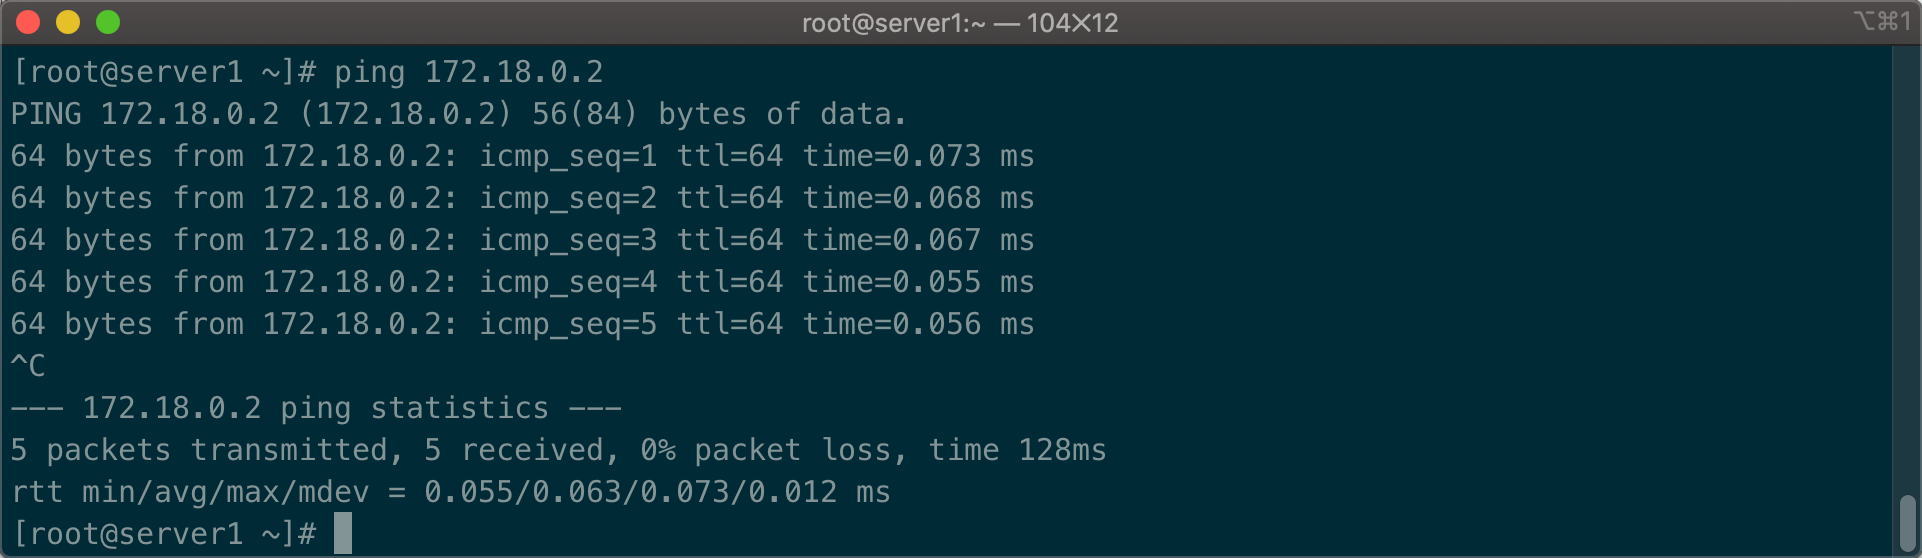 root@server1:~ — 104✕12
⌥⌘1
[root@server1 ~]# ping 172.18.0.2
PING 172.18.0.2 (172.18.0.2) 56(84) bytes of data.
64 bytes from 172.18.0.2: icmp_seq=1 ttl=64 time=0.073 ms
64 bytes from 172.18.0.2: icmp_seq=2 ttl=64 time=0.068 ms
64 bytes from 172.18.0.2: icmp_seq=3 ttl=64 time=0.067 ms
64 bytes from 172.18.0.2: icmp_seq=4 ttl=64 time=0.055 ms
64 bytes from 172.18.0.2: icmp_seq=5 ttl=64 time=0.056 ms
^C
--- 172.18.0.2 ping statistics ---
5 packets transmitted, 5 received, 0% packet loss, time 128ms
rtt min/avg/max/mdev = 0.055/0.063/0.073/0.012 ms
[root@server1 ~]#